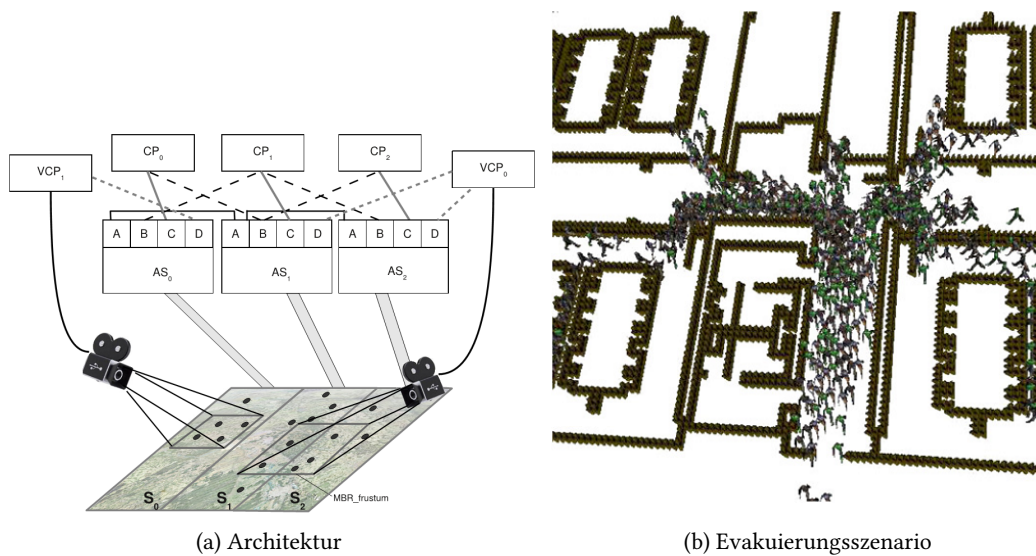 CP0 CP1 CP2
VCP1 VCP0
A B C D A B C D A B C D
AS0 AS1 AS2
MBR_frustum
S0 S1 S2
(a) Architektur
(b) Evakuierungsszenario